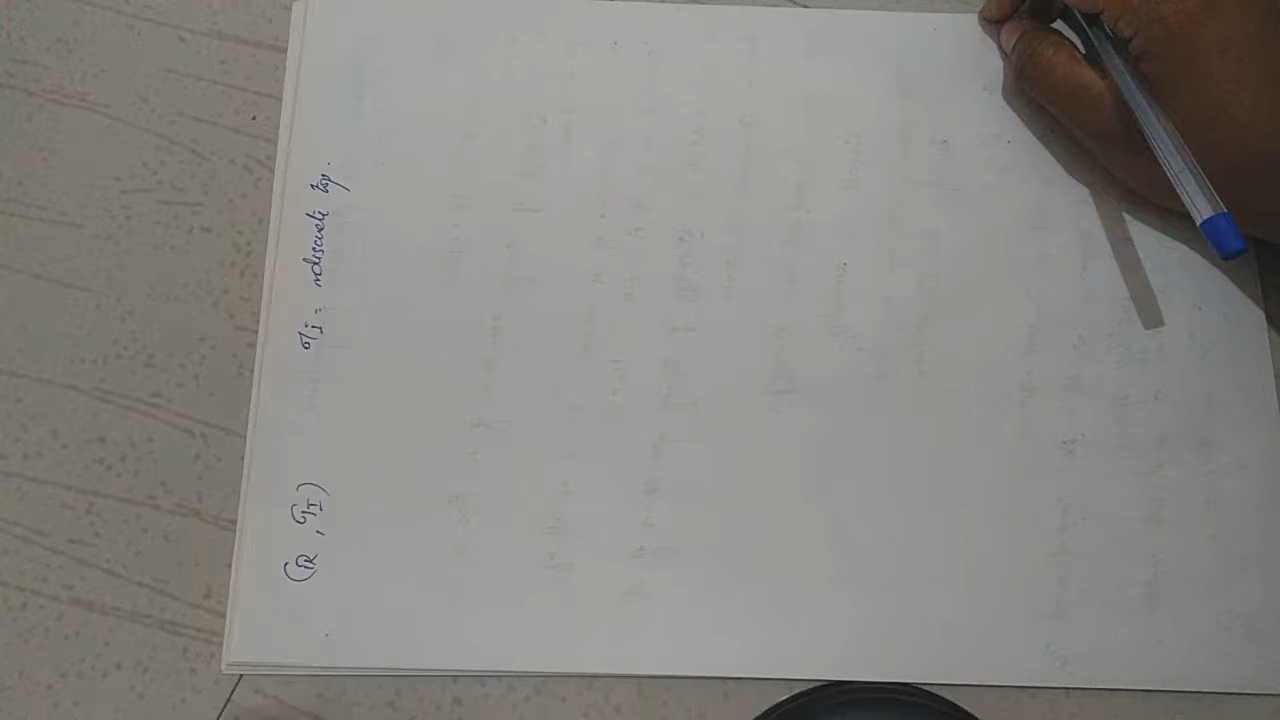 (ℝ, 𝒯_I) 𝒯_I = indiscrete top.